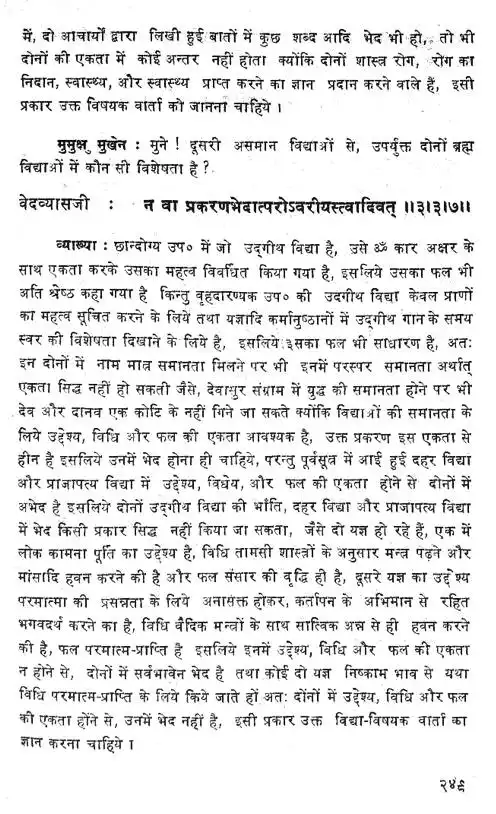 में, दो आचार्यों द्वारा लिखी हुई बातों में कुछ शब्द आदि भेद भी हो, तो भी
दोनों की एकता में कोई अन्तर नहीं होता क्योंकि दोनों शास्त्र रोग, रोग का
निदान, स्वास्थ्य, और स्वास्थ्य प्राप्त करने का ज्ञान प्रदान करने वाले हैं, इसी
प्रकार उक्त विषयक वार्ता को जानना चाहिये।
मुमुक्षु मुखेन : मुने ! दूसरी असमान विद्याओं से, उपर्युक्त दोनों ब्रह्म
विद्याओं में कौन सी विशेषता है ?
वेदव्यासजी : न वा प्रकरणभेदात्परोऽवरीयस्त्वादिवत् ॥३।३।७॥
व्याख्या : छान्दोग्य उप० में जो उद्गीथ विद्या है, उसे ॐ कार अक्षर के
साथ एकता करके उसका महत्व विवर्धित किया गया है, इसलिये उसका फल भी
अति श्रेष्ठ कहा गया है किन्तु वृहदारण्यक उप० की उदगीथ विद्या केवल प्राणों
का महत्व सूचित करने के लिये तथा यज्ञादि कर्मानुष्ठानों में उद्गीथ गान के समय
स्वर की विशेषता दिखाने के लिये है, इसलिये इसका फल भी साधारण है, अतः
इन दोनों में नाम मात्र समानता मिलने पर भी इनमें परस्पर समानता अर्थात्
एकता सिद्ध नहीं हो सकती जैसे, देवासुर संग्राम में युद्ध की समानता होने पर भी
देव और दानव एक कोटि के नहीं गिने जा सकते क्योंकि विद्याओं की समानता के
लिये उद्देश्य, विधि और फल की एकता आवश्यक है, उक्त प्रकरण इस एकता से
हीन है इसलिये उनमें भेद होना ही चाहिये, परन्तु पूर्वसूत्र में आई हुई दहर विद्या
और प्राजापत्य विद्या में उद्देश्य, विधेय, और फल की एकता होने से दोनों में
अभेद है इसलिये दोनों उद्गीथ विद्या की भाँति, दहर विद्या और प्राजापत्य विद्या
में भेद किसी प्रकार सिद्ध नहीं किया जा सकता, जैसे दो यज्ञ हो रहे हैं, एक में
लोक कामना पूर्ति का उद्देश्य है, विधि तामसी शास्त्रों के अनुसार मन्त्र पढ़ने और
मांसादि हवन करने की है और फल संसार की वृद्धि ही है, दूसरे यज्ञ का उद्देश्य
परमात्मा की प्रसन्नता के लिये अनासक्त होकर, कर्तापन के अभिमान से रहित
भगवदर्थ करने का है, विधि वैदिक मन्त्रों के साथ सात्विक अन्न से ही हवन करने
की है, फल परमात्म-प्राप्ति है इसलिये इनमें उद्देश्य, विधि और फल की एकता
न होने से, दोनों में सर्वभावेन भेद है तथा कोई दो यज्ञ निष्काम भाव से यथा
विधि परमात्म-प्राप्ति के लिये किये जाते हों अतः दोनों में उद्देश्य, विधि और फल
की एकता होंने से, उनमें भेद नहीं है, इसी प्रकार उक्त विद्या-विषयक वार्ता का
ज्ञान करना चाहिये।
२४९